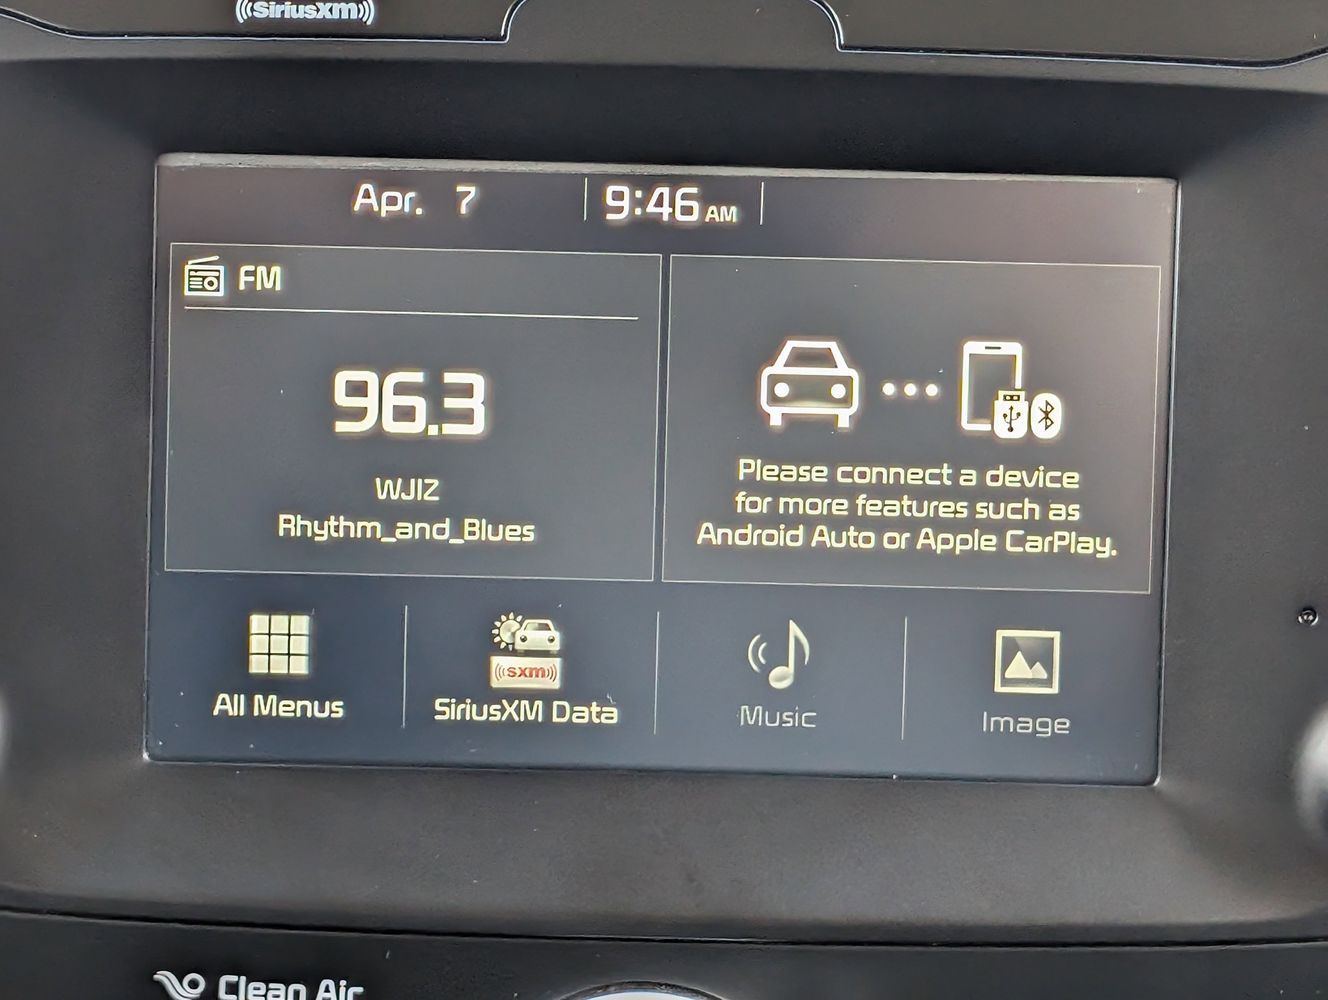 ((SiriusXM))
Apr. 7 9:46 AM
FM
96.3
WJIZ
Rhythm_and_Blues
Please connect a device
for more features such as
Android Auto or Apple CarPlay.
All Menus
((sxm))
SiriusXM Data
Music
Image
Clean Air